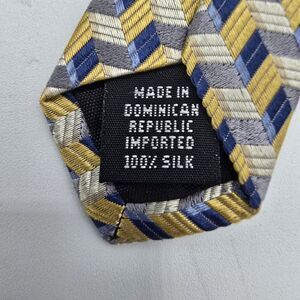 MADE IN
DOMINICAN
REPUBLIC
IMPORTED
100% SILK